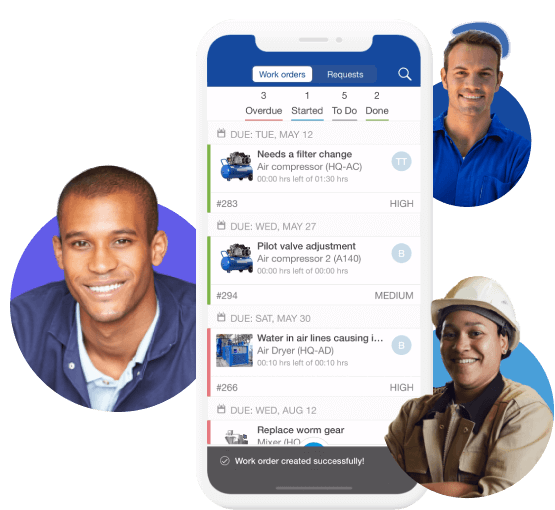 Work orders Requests
3 1 5 2
Overdue Started To Do Done
DUE: TUE, MAY 12
Needs a filter change
Air compressor (HQ-AC) TT
00:00 hrs left of 01:30 hrs
#283 HIGH
DUE: WED, MAY 27
Pilot valve adjustment
Air compressor 2 (A140) B
00:00 hrs left of 00:00 hrs
#294 MEDIUM
DUE: SAT, MAY 30
Water in air lines causing i...
Air Dryer (HQ-AD) B
00:10 hrs left of 00:10 hrs
#266 HIGH
DUE: WED, AUG 12
Replace worm gear
Mixer (HQ
Work order created successfully!